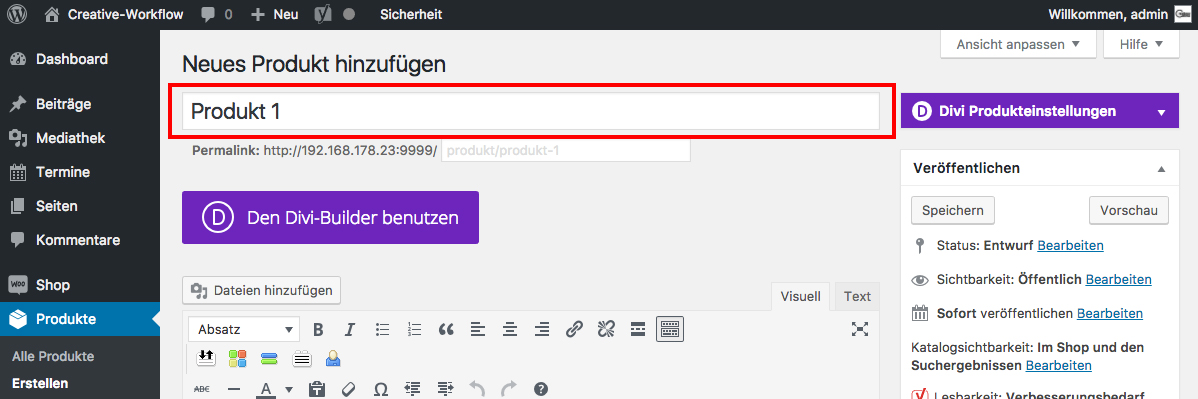 Creative-Workflow 0 Neu Sicherheit Willkommen, admin
Ansicht anpassen Hilfe
Dashboard
Beiträge
Mediathek
Termine
Seiten
Kommentare
WOO Shop
Produkte
Alle Produkte
Erstellen
Neues Produkt hinzufügen
Produkt 1
Permalink: http://192.168.178.23:9999/ produkt/produkt-1
D Den Divi-Builder benutzen
Dateien hinzufügen
Visuell Text
Absatz B I
ABC A
D Divi Produkteinstellungen
Veröffentlichen
Speichern Vorschau
Status: Entwurf Bearbeiten
Sichtbarkeit: Öffentlich Bearbeiten
Sofort veröffentlichen Bearbeiten
Katalogsichtbarkeit: Im Shop und den
Suchergebnissen Bearbeiten
Lesbarkeit: Verbesserungsbedarf